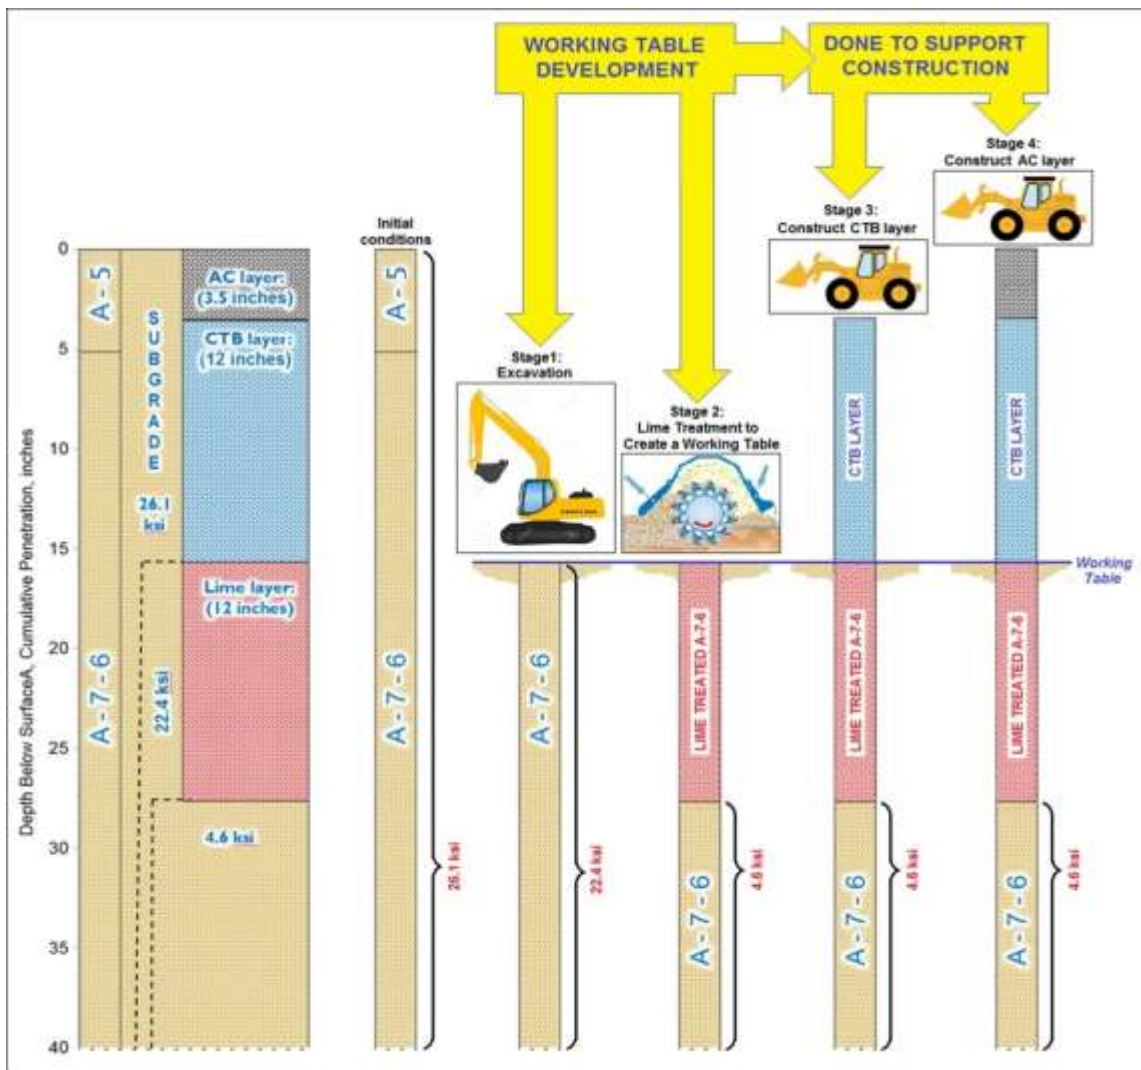 WORKING TABLE
DEVELOPMENT
DONE TO SUPPORT
CONSTRUCTION
Stage 4:
Construct AC layer
Stage 3:
Construct CTB layer
Initial
conditions
Stage1:
Excavation
Stage 2:
Lime Treatment to
Create a Working Table
Depth Below SurfaceA, Cumulative Penetration, inches
0
5
10
15
20
25
30
35
40
A - 5
A - 7 - 6
SUBGRADE
26.1
ksi
22.4 ksi
AC layer:
(3.5 inches)
CTB layer:
(12 inches)
Lime layer:
(12 inches)
4.6 ksi
A - 5
A - 7 - 6
26.1 ksi
A - 7 - 6
22.4 ksi
LIME TREATED A-7-6
A - 7 - 6
4.6 ksi
CTB LAYER
LIME TREATED A-7-6
A - 7 - 6
4.6 ksi
CTB LAYER
LIME TREATED A-7-6
A - 7 - 6
4.6 ksi
Working
Table